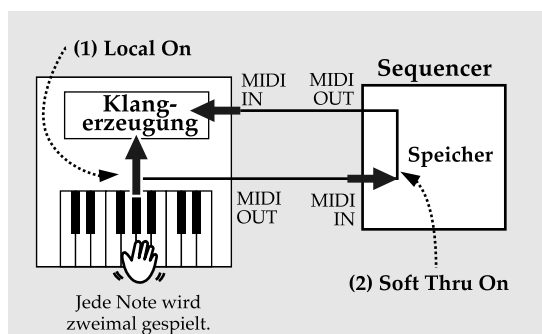 (1) Local On
Klang-
erzeugung
MIDI
IN
MIDI
OUT
Sequencer
Speicher
MIDI
OUT
MIDI
IN
(2) Soft Thru On
Jede Note wird
zweimal gespielt.